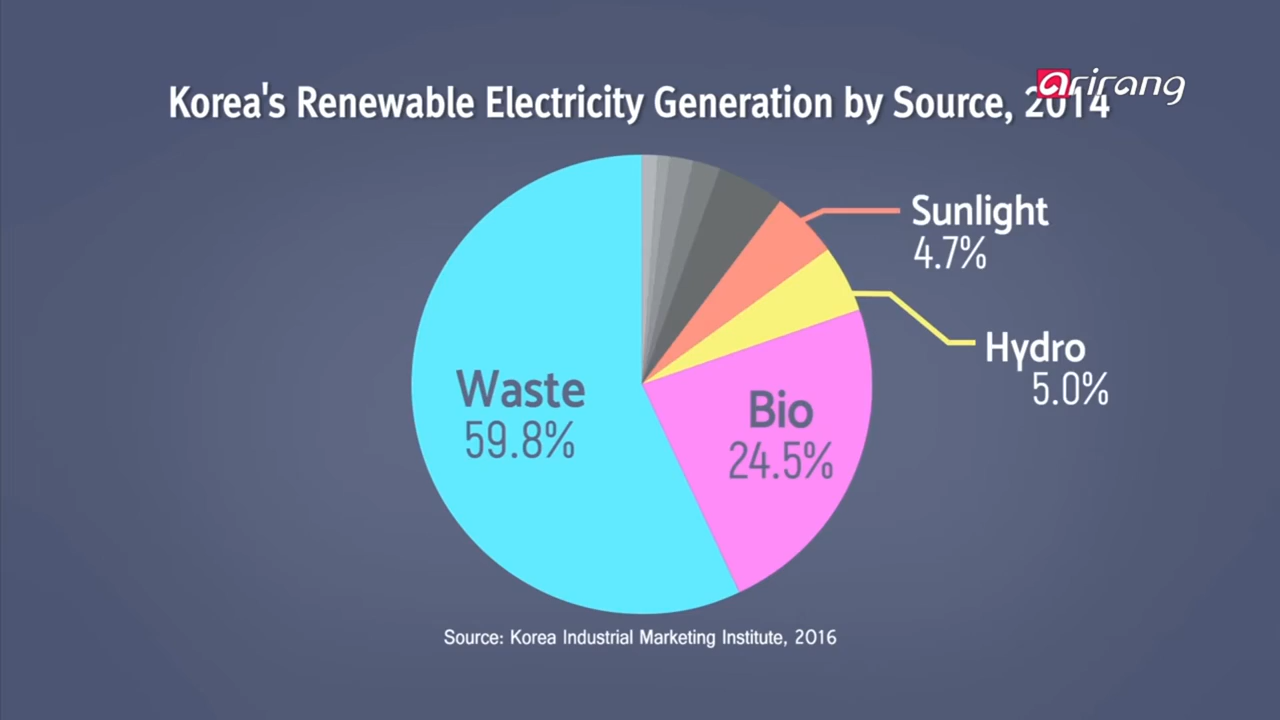 arirang
Korea's Renewable Electricity Generation by Source, 2014
Sunlight
4.7%
Hydro
5.0%
Waste
59.8%
Bio
24.5%
Source: Korea Industrial Marketing Institute, 2016